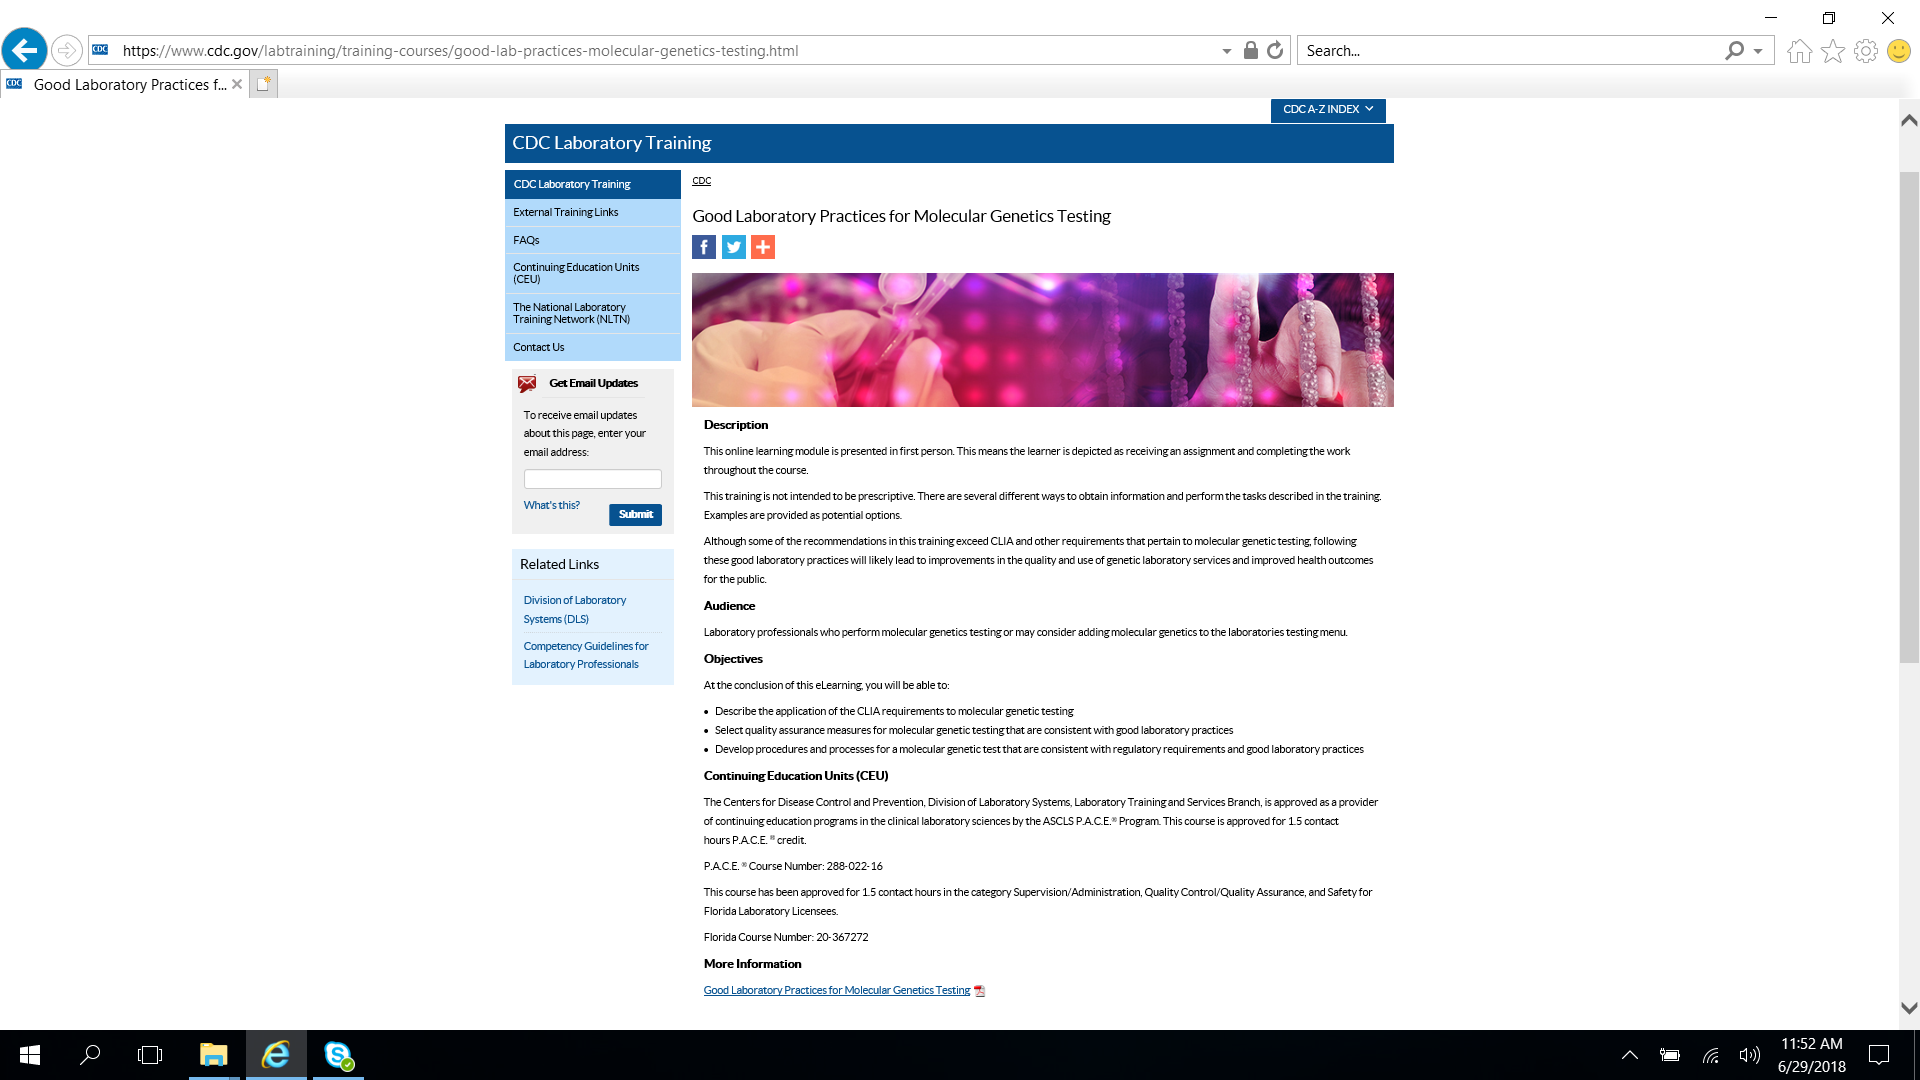 https://www.cdc.gov/labtraining/training-courses/good-lab-practices-molecular-genetics-testing.html
Search...
Good Laboratory Practices f...
CDC A-Z INDEX
CDC Laboratory Training
CDC Laboratory Training
External Training Links
FAQs
Continuing Education Units
(CEU)
The National Laboratory
Training Network (NLTN)
Contact Us
Get Email Updates
To receive email updates
about this page, enter your
email address:
What's this?
Submit
Related Links
Division of Laboratory
Systems (DLS)
Competency Guidelines for
Laboratory Professionals
CDC
Good Laboratory Practices for Molecular Genetics Testing
Description
This online learning module is presented in first person. This means the learner is depicted as receiving an assignment and completing the work
throughout the course.
This training is not intended to be prescriptive. There are several different ways to obtain information and perform the tasks described in the training.
Examples are provided as potential options.
Although some of the recommendations in this training exceed CLIA and other requirements that pertain to molecular genetic testing, following
these good laboratory practices will likely lead to improvements in the quality and use of genetic laboratory services and improved health outcomes
for the public.
Audience
Laboratory professionals who perform molecular genetics testing or may consider adding molecular genetics to the laboratories testing menu.
Objectives
At the conclusion of this eLearning, you will be able to:
• Describe the application of the CLIA requirements to molecular genetic testing
• Select quality assurance measures for molecular genetic testing that are consistent with good laboratory practices
• Develop procedures and processes for a molecular genetic test that are consistent with regulatory requirements and good laboratory practices
Continuing Education Units (CEU)
The Centers for Disease Control and Prevention, Division of Laboratory Systems, Laboratory Training and Services Branch, is approved as a provider
of continuing education programs in the clinical laboratory sciences by the ASCLS P.A.C.E.® Program. This course is approved for 1.5 contact
hours P.A.C.E. ® credit.
P.A.C.E. ® Course Number: 288-022-16
This course has been approved for 1.5 contact hours in the category Supervision/Administration, Quality Control/Quality Assurance, and Safety for
Florida Laboratory Licensees.
Florida Course Number: 20-367272
More Information
Good Laboratory Practices for Molecular Genetics Testing
11:52 AM
6/29/2018